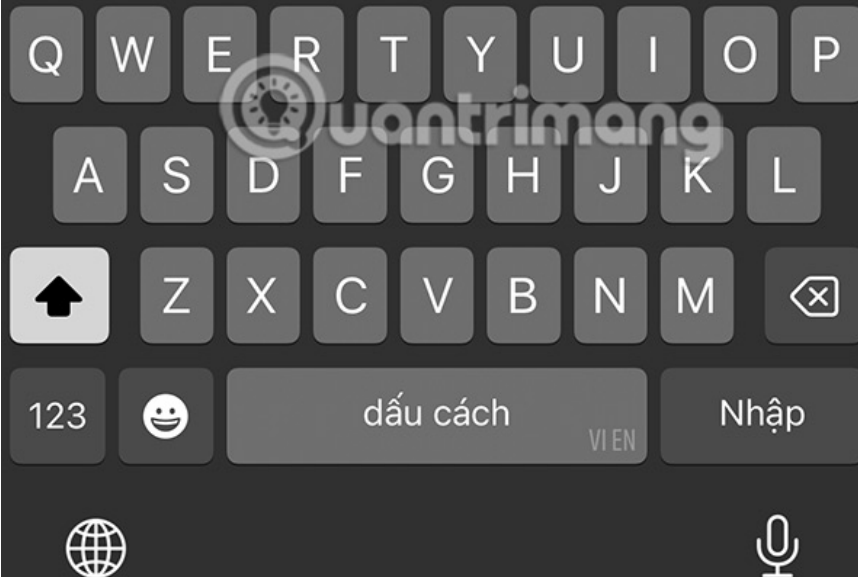 Q W E R T Y U I O P
Quantrimang
A S D F G H J K L
Z X C V B N M
123 dấu cách VI EN Nhập